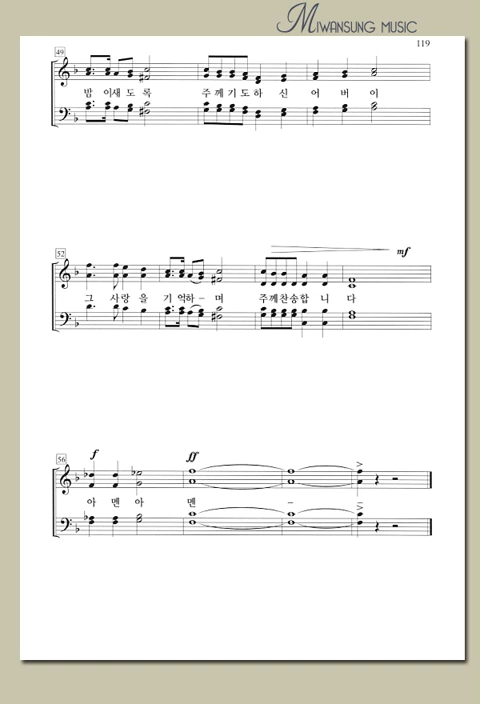 MIWANSUNG MUSIC
119
49
밤 이새 도 록 주께기도하 신 어 버 이
52
mf
그 사랑 을 기 억하 - 며 주께찬송합 니 다
56
f ff
아 멘 아 멘 - -